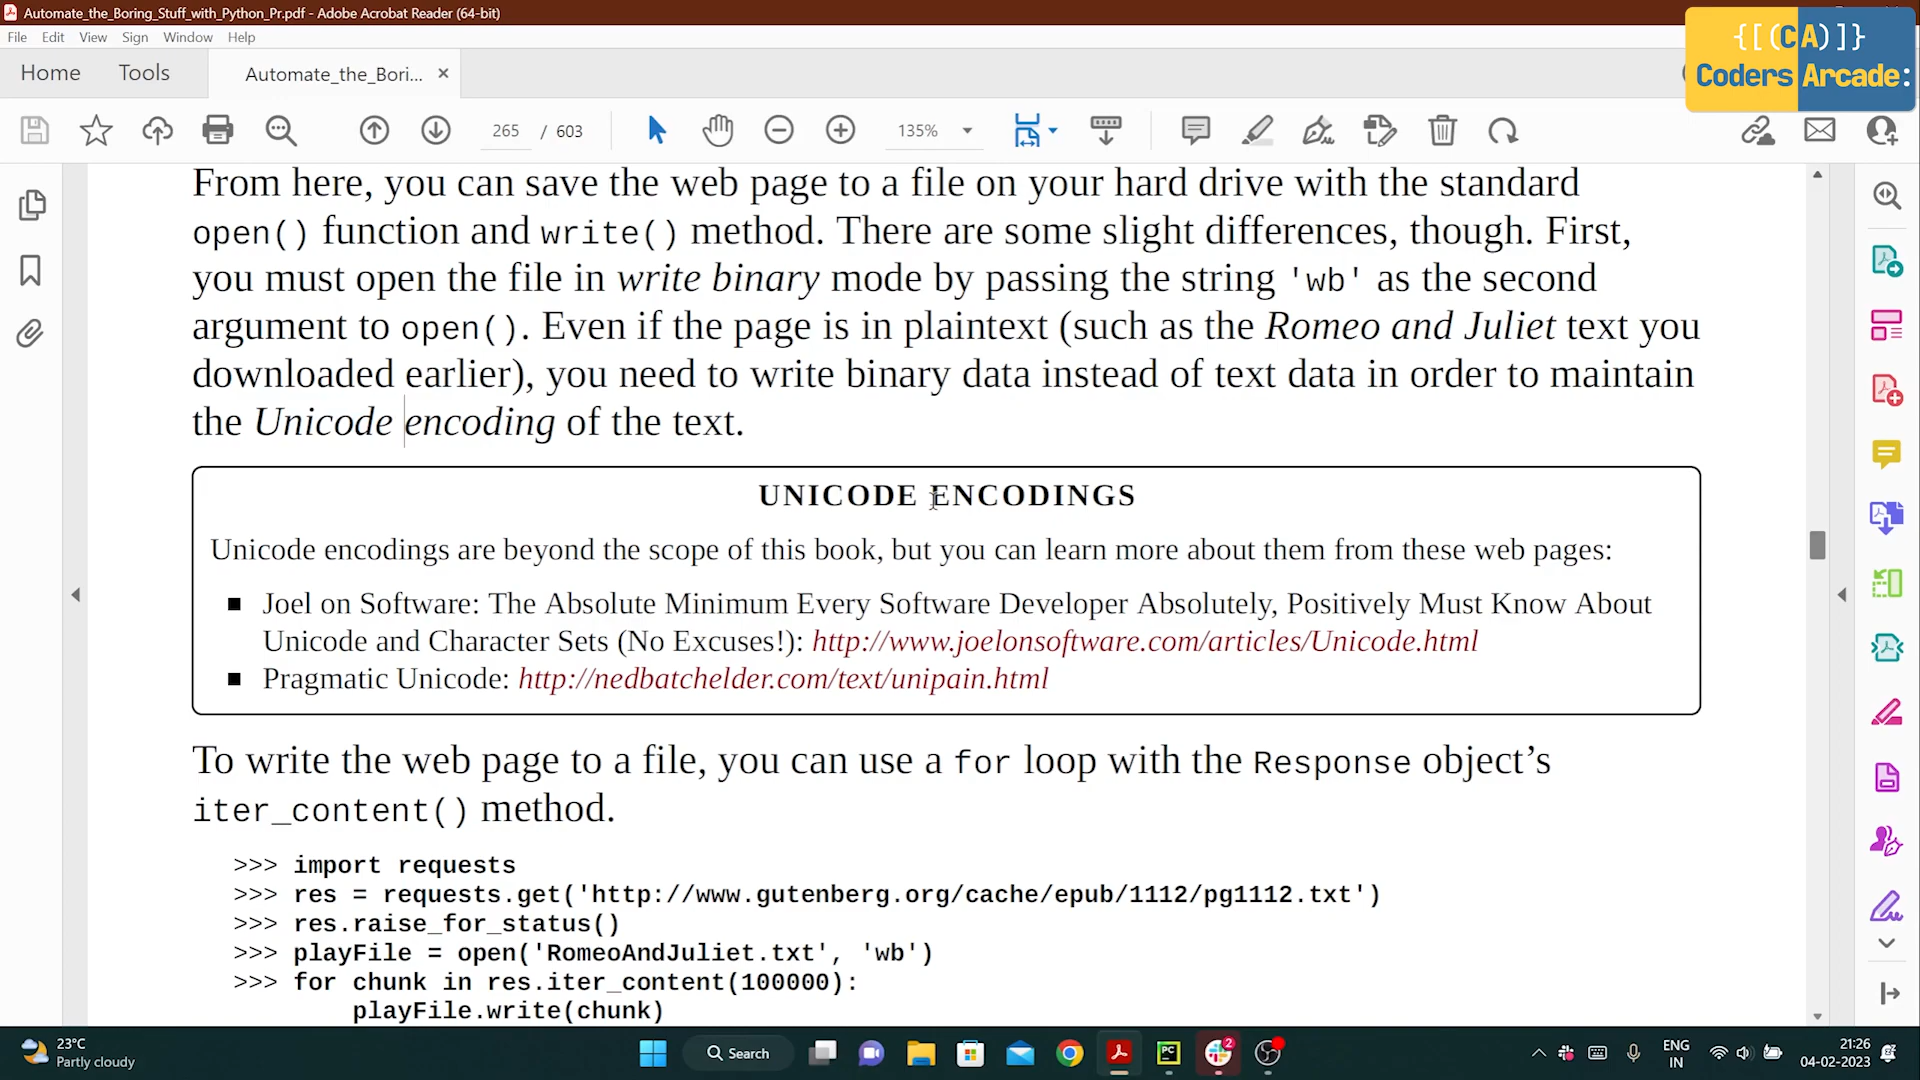 Automate_the_Boring_Stuff_with_Python_Pr.pdf - Adobe Acrobat Reader (64-bit)
File Edit View Sign Window Help
{[(CA)]}
Coders Arcade:
Home Tools Automate_the_Bori... ×
265 / 603 135%
From here, you can save the web page to a file on your hard drive with the standard
open() function and write() method. There are some slight differences, though. First,
you must open the file in write binary mode by passing the string 'wb' as the second
argument to open(). Even if the page is in plaintext (such as the Romeo and Juliet text you
downloaded earlier), you need to write binary data instead of text data in order to maintain
the Unicode encoding of the text.
UNICODE ENCODINGS
Unicode encodings are beyond the scope of this book, but you can learn more about them from these web pages:
■ Joel on Software: The Absolute Minimum Every Software Developer Absolutely, Positively Must Know About
Unicode and Character Sets (No Excuses!): http://www.joelonsoftware.com/articles/Unicode.html
■ Pragmatic Unicode: http://nedbatchelder.com/text/unipain.html
To write the web page to a file, you can use a for loop with the Response object’s
iter_content() method.
>>> import requests
>>> res = requests.get('http://www.gutenberg.org/cache/epub/1112/pg1112.txt')
>>> res.raise_for_status()
>>> playFile = open('RomeoAndJuliet.txt', 'wb')
>>> for chunk in res.iter_content(100000):
playFile.write(chunk)
23°C
Partly cloudy
Search
PC
2
ENG
IN
21:26
04-02-2023